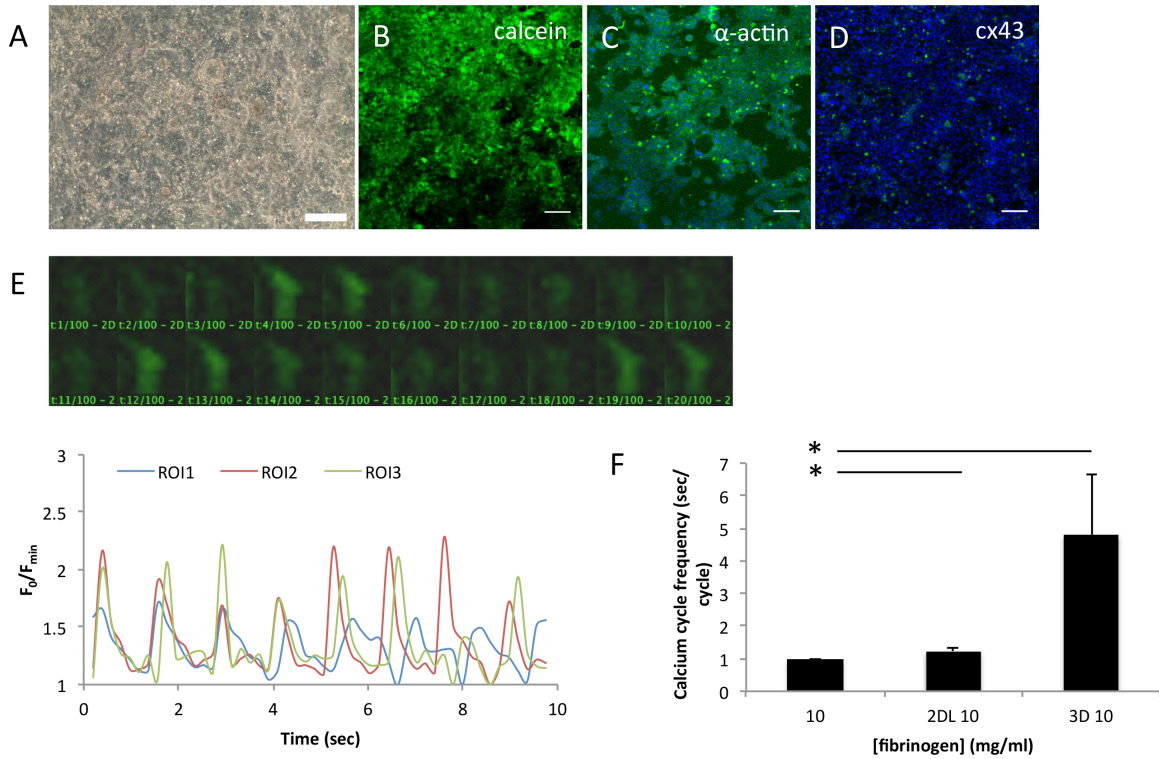 A
B
calcein
C
α-actin
D
cx43
E
t:1/100 - 2D t:2/100 - 2D t:3/100 - 2D t:4/100 - 2D t:5/100 - 2D t:6/100 - 2D t:7/100 - 2D t:8/100 - 2D t:9/100 - 2D t:10/100 - 2
t:11/100 - 2 t:12/100 - 2 t:13/100 - 2 t:14/100 - 2 t:15/100 - 2 t:16/100 - 2 t:17/100 - 2 t:18/100 - 2 t:19/100 - 2 t:20/100 - 2
ROI1 ROI2 ROI3
F0/Fmin
3
2.5
2
1.5
1
0 2 4 6 8 10
Time (sec)
F
*
*
Calcium cycle frequency (sec/
cycle)
7
6
5
4
3
2
1
0
10 2DL 10 3D 10
[fibrinogen] (mg/ml)